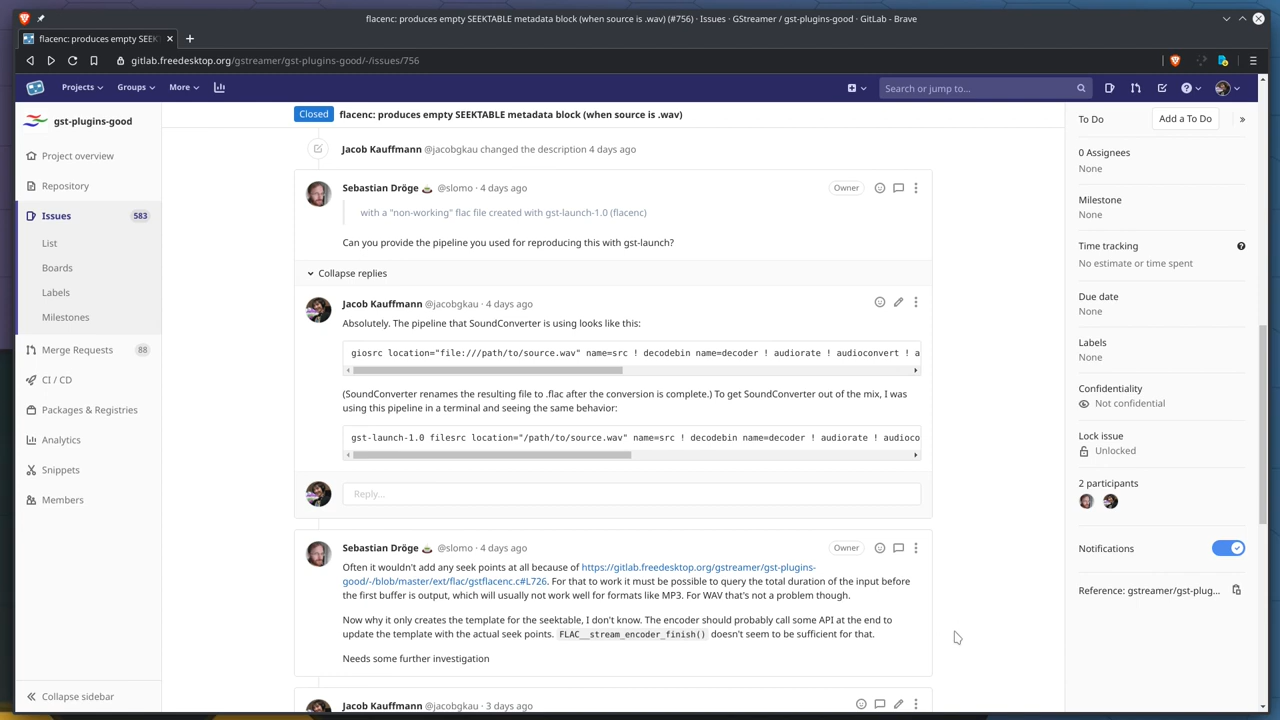 flacenc: produces empty SEEKTABLE metadata block (when source is .wav) (#756) · Issues · GStreamer / gst-plugins-good · GitLab - Brave
flacenc: produces empty SEEK
gitlab.freedesktop.org/gstreamer/gst-plugins-good/-/issues/756
Projects Groups More Search or jump to...
gst-plugins-good
Project overview
Repository
Issues 583
List
Boards
Labels
Milestones
Merge Requests 88
CI / CD
Packages & Registries
Analytics
Snippets
Members
Collapse sidebar
Closed flacenc: produces empty SEEKTABLE metadata block (when source is .wav)
Jacob Kauffmann @jacobgkau changed the description 4 days ago
Sebastian Dröge @slomo · 4 days ago Owner
with a "non-working" flac file created with gst-launch-1.0 (flacenc)
Can you provide the pipeline you used for reproducing this with gst-launch?
Collapse replies
Jacob Kauffmann @jacobgkau · 4 days ago
Absolutely. The pipeline that SoundConverter is using looks like this:
giosrc location="file:///path/to/source.wav" name=src ! decodebin name=decoder ! audiorate ! audioconvert ! a
(SoundConverter renames the resulting file to .flac after the conversion is complete.) To get SoundConverter out of the mix, I was
using this pipeline in a terminal and seeing the same behavior:
gst-launch-1.0 filesrc location="/path/to/source.wav" name=src ! decodebin name=decoder ! audiorate ! audioco
Reply...
Sebastian Dröge @slomo · 4 days ago Owner
Often it wouldn't add any seek points at all because of https://gitlab.freedesktop.org/gstreamer/gst-plugins-
good/-/blob/master/ext/flac/gstflacenc.c#L726. For that to work it must be possible to query the total duration of the input before
the first buffer is output, which will usually not work well for formats like MP3. For WAV that's not a problem though.
Now why it only creates the template for the seektable, I don't know. The encoder should probably call some API at the end to
update the template with the actual seek points. FLAC__stream_encoder_finish() doesn't seem to be sufficient for that.
Needs some further investigation
Jacob Kauffmann @jacobgkau · 3 days ago
To Do Add a To Do
0 Assignees
None
Milestone
None
Time tracking
No estimate or time spent
Due date
None
Labels
None
Confidentiality
Not confidential
Lock issue
Unlocked
2 participants
Notifications
Reference: gstreamer/gst-plug...